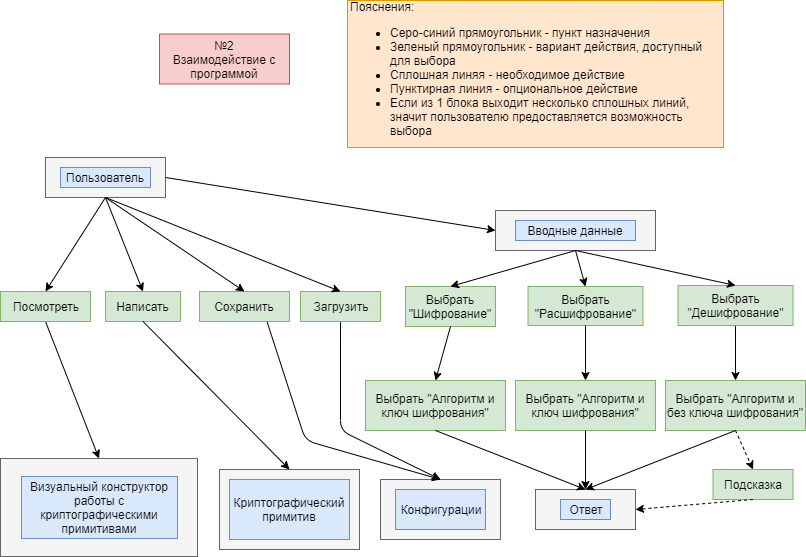 №2
Взаимодействие с
программой
Пояснения:
Серо-синий прямоугольник - пункт назначения
Зеленый прямоугольник - вариант действия, доступный
для выбора
Сплошная линяя - необходимое действие
Пунктирная линия - опциональное действие
Если из 1 блока выходит несколько сплошных линий,
значит пользователю предоставляется возможность
выбора
Пользователь
Вводные данные
Посмотреть
Написать
Сохранить
Загрузить
Выбрать
"Шифрование"
Выбрать
"Расшифрование"
Выбрать
"Дешифрование"
Выбрать "Алгоритм и
ключ шифрования"
Выбрать "Алгоритм и
ключ шифрования"
Выбрать "Алгоритм и
без ключа шифрования"
Визуальный конструктор
работы с
криптографическими
примитивами
Криптографический
примитив
Конфигурации
Ответ
Подсказка